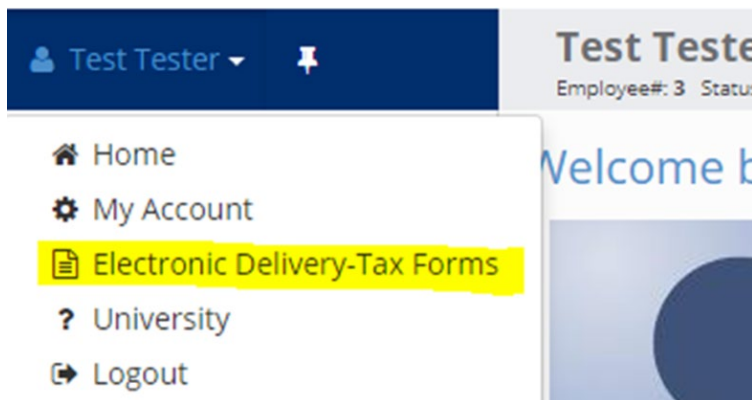 Test Tester
Test Teste
Employee#: 3 Status
Home
My Account
Electronic Delivery-Tax Forms
? University
Logout
Welcome b